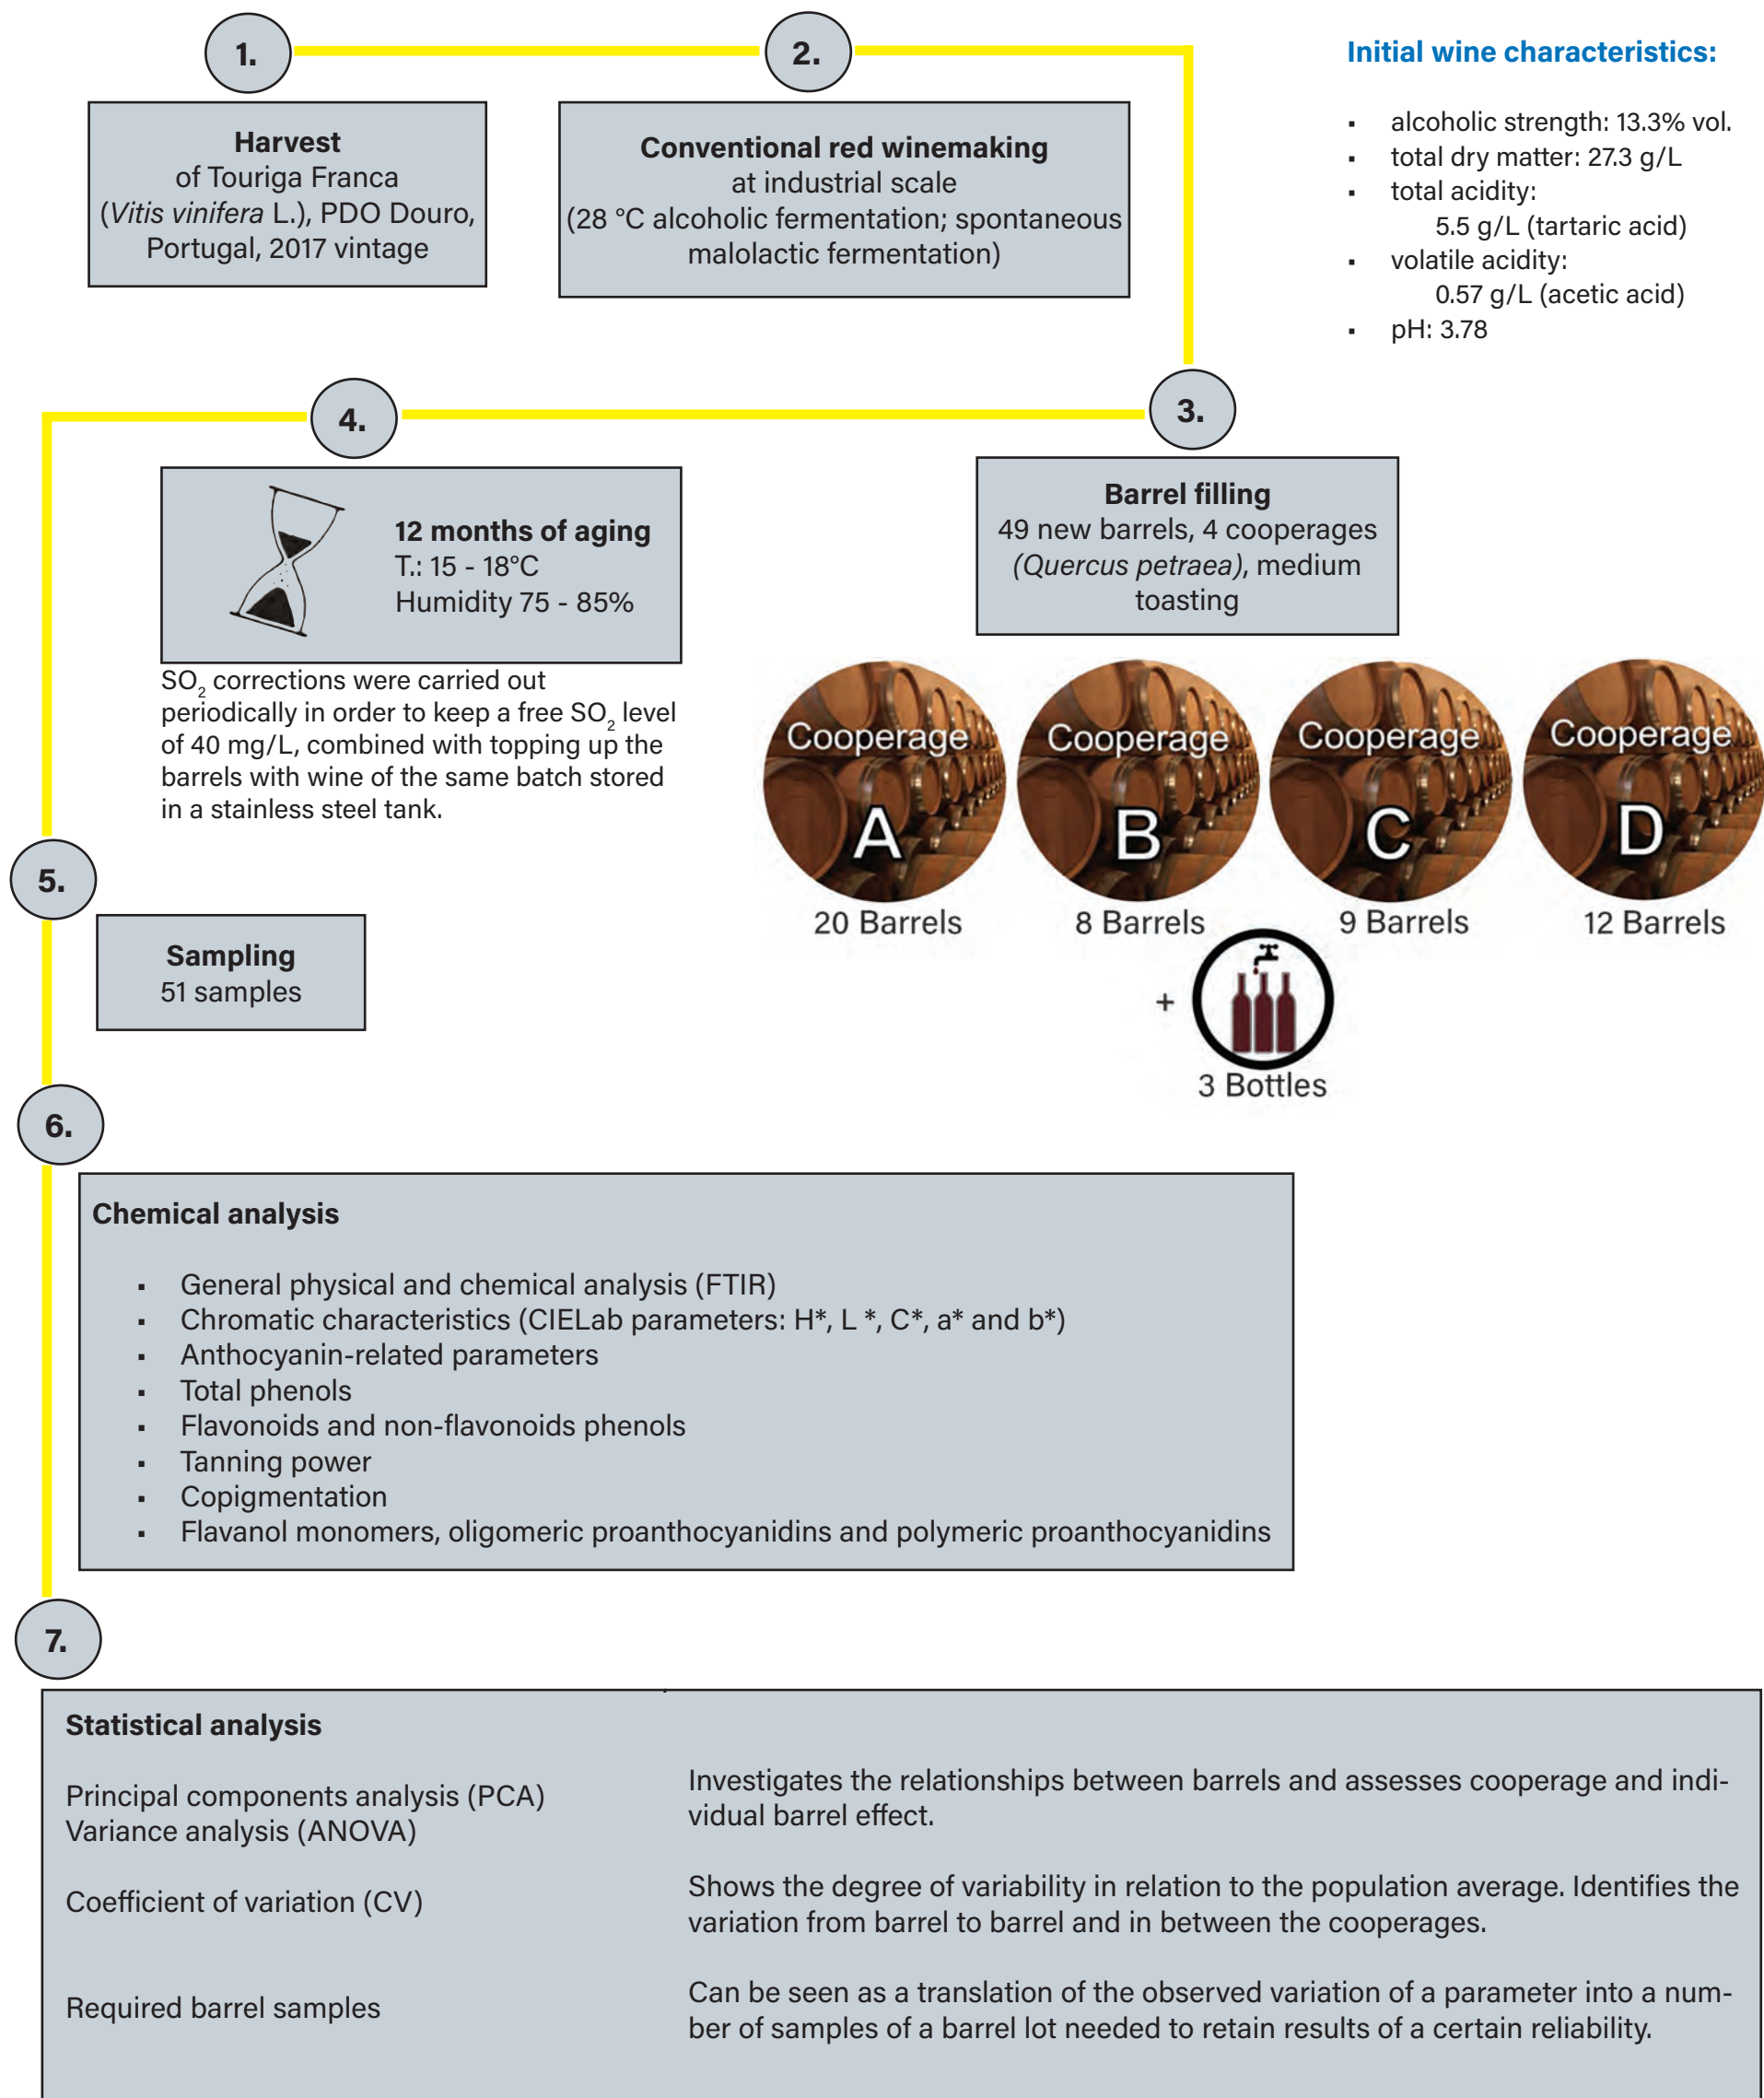 1.
2.
Harvest
of Touriga Franca
(Vitis vinifera L.), PDO Douro,
Portugal, 2017 vintage
Conventional red winemaking
at industrial scale
(28 °C alcoholic fermentation; spontaneous
malolactic fermentation)
Initial wine characteristics:
▪ alcoholic strength: 13.3% vol.
▪ total dry matter: 27.3 g/L
▪ total acidity:
5.5 g/L (tartaric acid)
▪ volatile acidity:
0.57 g/L (acetic acid)
▪ pH: 3.78
3.
Barrel filling
49 new barrels, 4 cooperages
(Quercus petraea), medium
toasting
Cooperage
A
20 Barrels
Cooperage
B
8 Barrels
Cooperage
C
9 Barrels
Cooperage
D
12 Barrels
+
3 Bottles
4.
12 months of aging
T.: 15 - 18°C
Humidity 75 - 85%
SO₂ corrections were carried out
periodically in order to keep a free SO₂ level
of 40 mg/L, combined with topping up the
barrels with wine of the same batch stored
in a stainless steel tank.
5.
Sampling
51 samples
6.
Chemical analysis
▪ General physical and chemical analysis (FTIR)
▪ Chromatic characteristics (CIELab parameters: H*, L *, C*, a* and b*)
▪ Anthocyanin-related parameters
▪ Total phenols
▪ Flavonoids and non-flavonoids phenols
▪ Tanning power
▪ Copigmentation
▪ Flavanol monomers, oligomeric proanthocyanidins and polymeric proanthocyanidins
7.
Statistical analysis
Principal components analysis (PCA)
Variance analysis (ANOVA)
Investigates the relationships between barrels and assesses cooperage and indi-
vidual barrel effect.
Coefficient of variation (CV)
Shows the degree of variability in relation to the population average. Identifies the
variation from barrel to barrel and in between the cooperages.
Required barrel samples
Can be seen as a translation of the observed variation of a parameter into a num-
ber of samples of a barrel lot needed to retain results of a certain reliability.